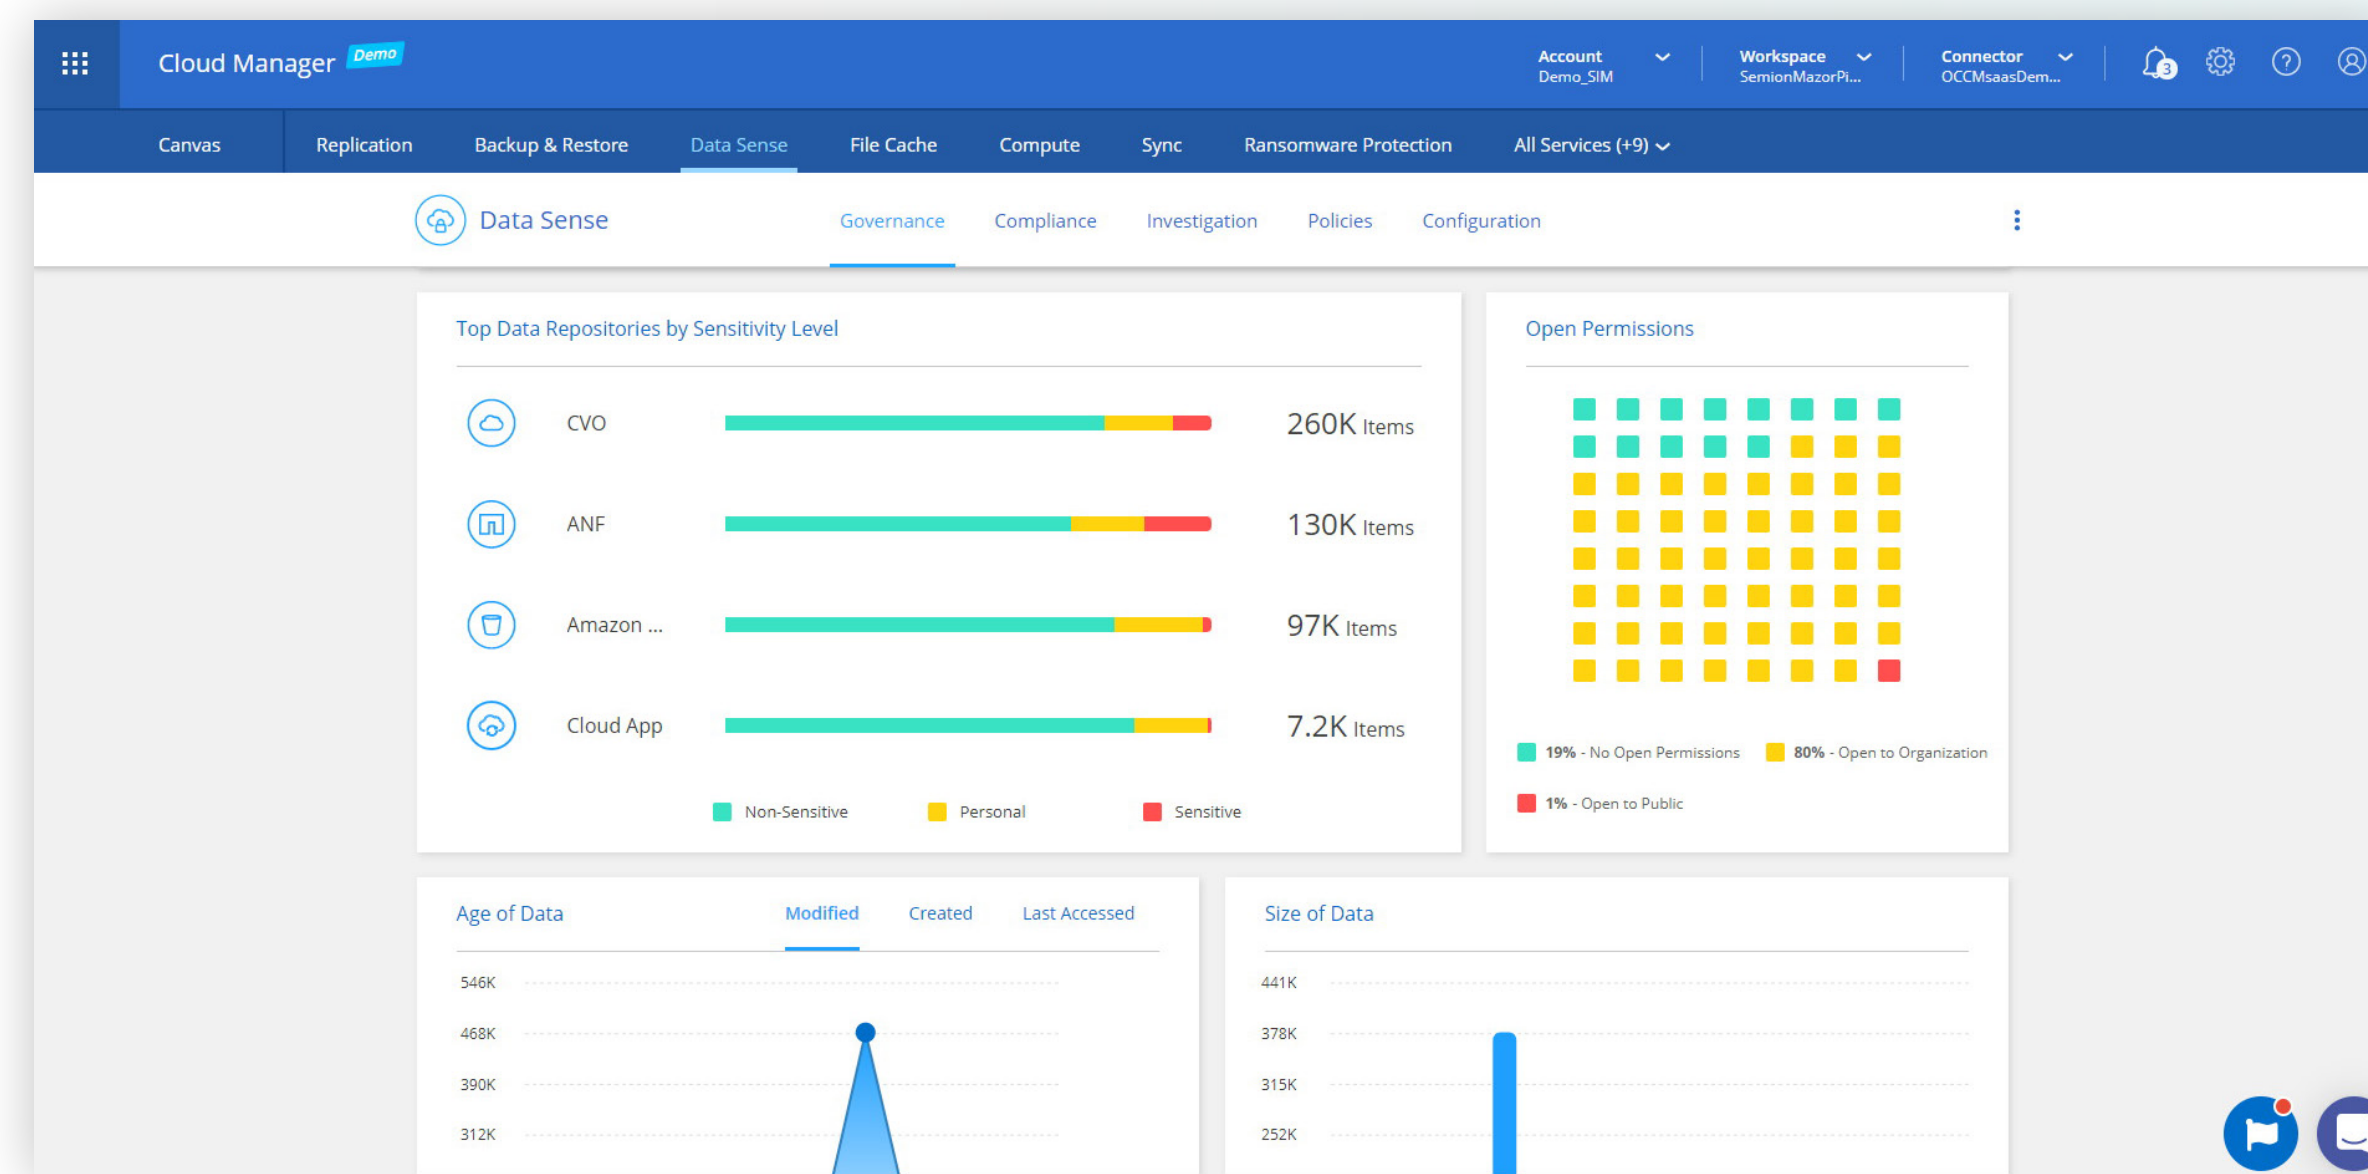 Cloud Manager Demo
Account
Demo_SIM
Workspace
SemionMazorPi...
Connector
OCCMsaasDem...
3
Canvas Replication Backup & Restore Data Sense File Cache Compute Sync Ransomware Protection All Services (+9)
Data Sense Governance Compliance Investigation Policies Configuration
Top Data Repositories by Sensitivity Level
CVO 260K Items
ANF 130K Items
Amazon ... 97K Items
Cloud App 7.2K Items
Non-Sensitive Personal Sensitive
Open Permissions
19% - No Open Permissions 80% - Open to Organization
1% - Open to Public
Age of Data Modified Created Last Accessed
546K
468K
390K
312K
Size of Data
441K
378K
315K
252K